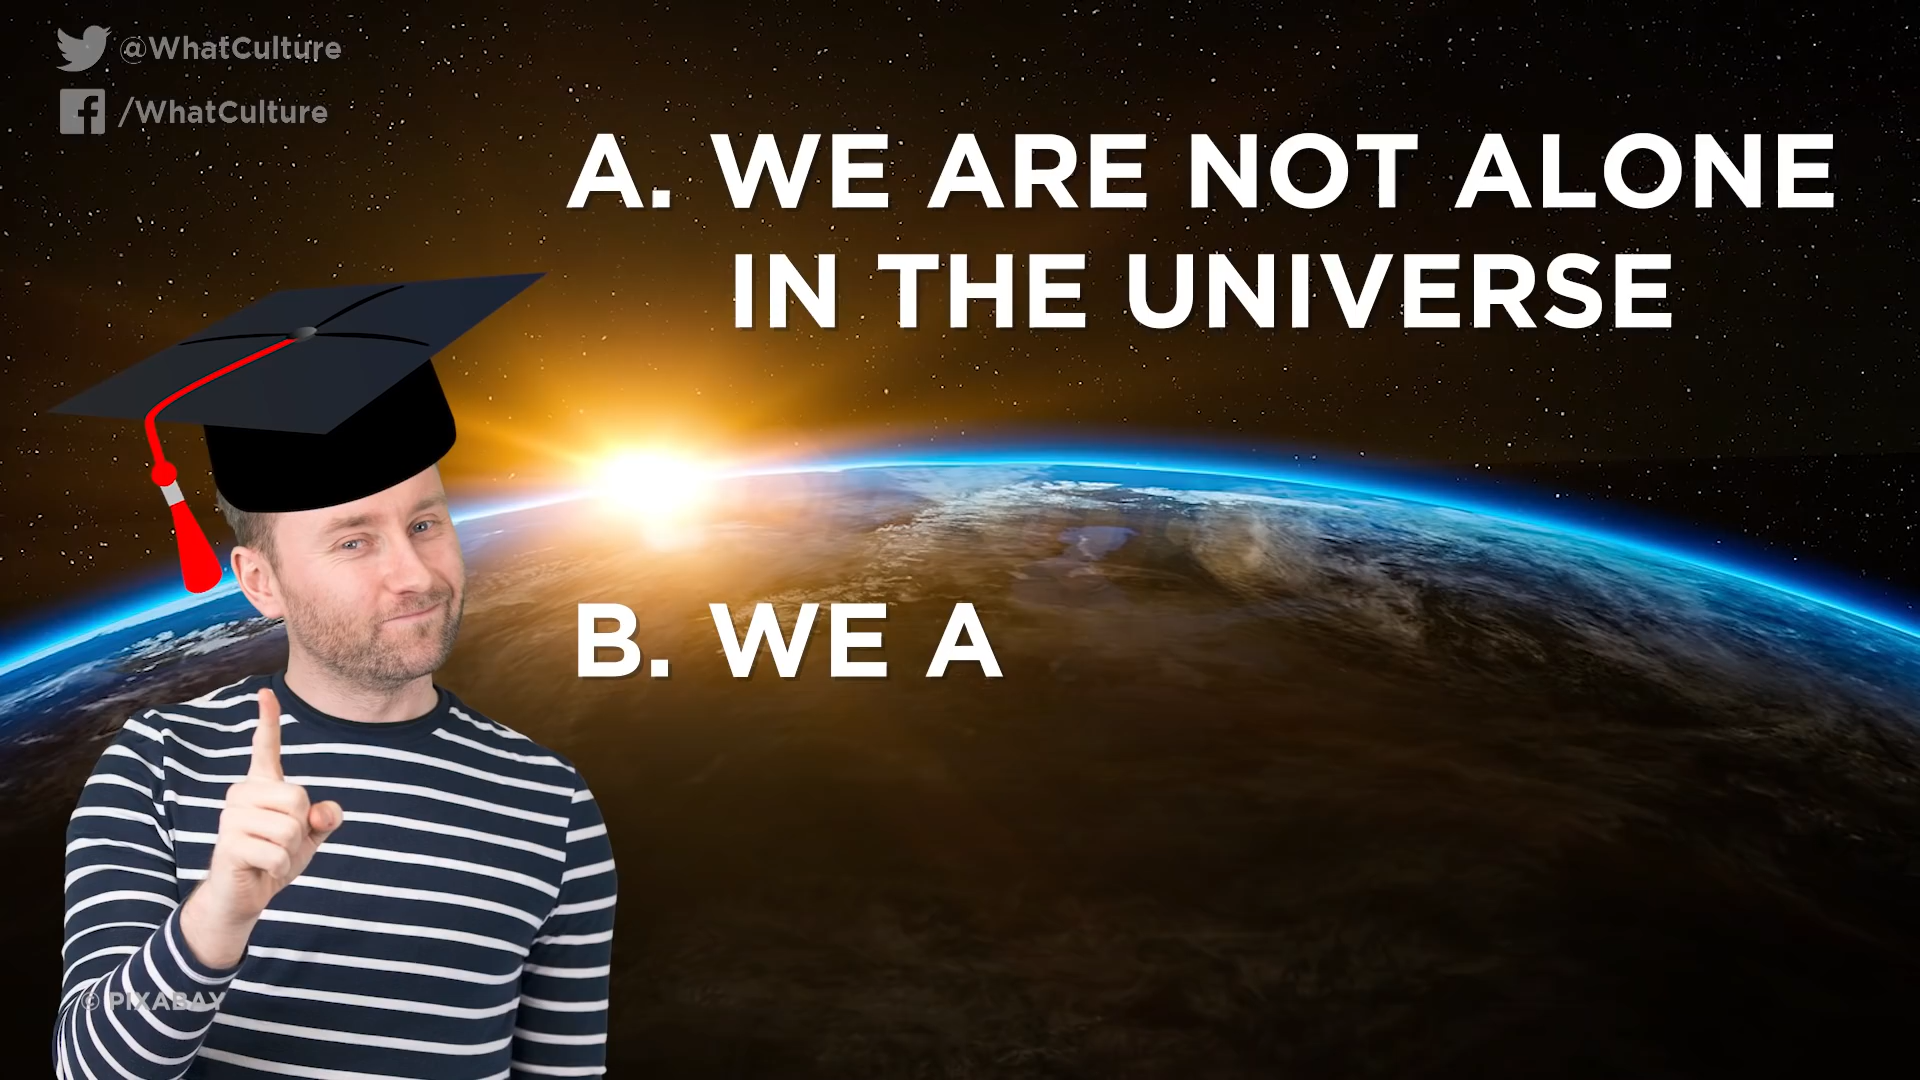 @WhatCulture
/WhatCulture
A. WE ARE NOT ALONE
IN THE UNIVERSE
B. WE A
© PIXABAY